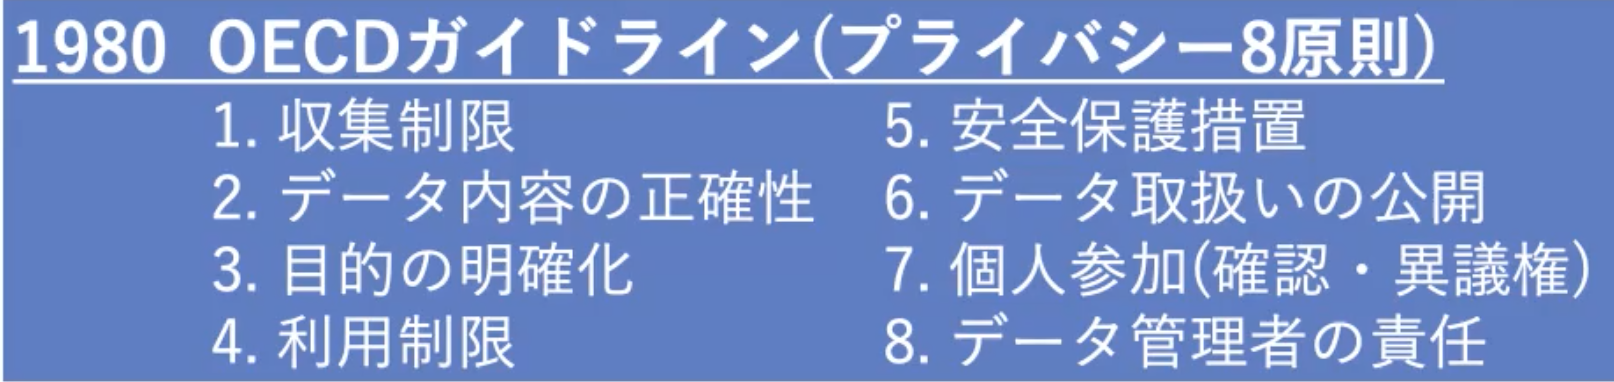 1980 OECDガイドライン(プライバシー8原則)
1. 収集制限
2. データ内容の正確性
3. 目的の明確化
4. 利用制限
5. 安全保護措置
6. データ取扱いの公開
7. 個人参加(確認・異議権)
8. データ管理者の責任